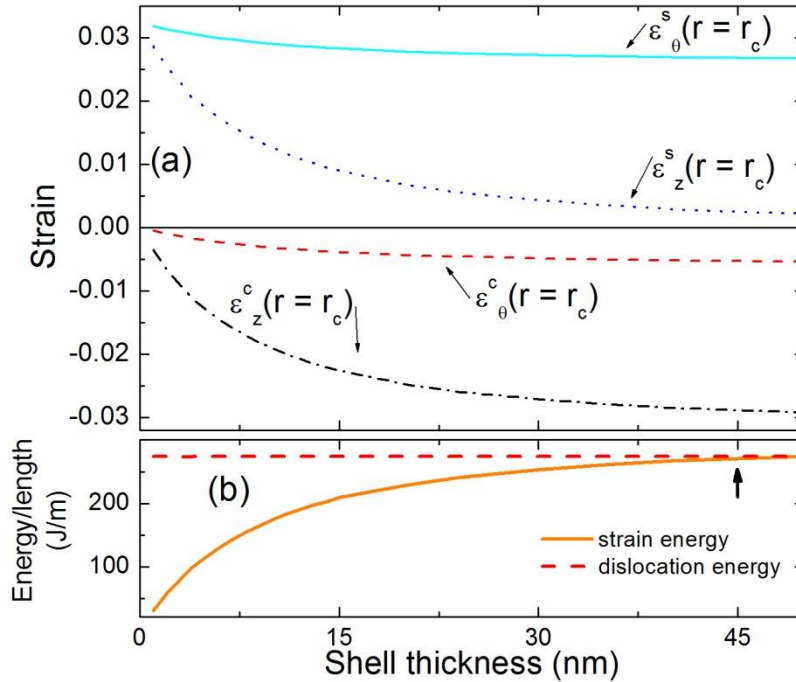 0.03
0.02
0.01
0.00
-0.01
-0.02
-0.03
Strain
(a)
ε^s_θ(r = r_c)
ε^s_z(r = r_c)
ε^c_z(r = r_c)
ε^c_θ(r = r_c)
200
100
Energy/length
(J/m)
(b)
strain energy
dislocation energy
0
15
30
45
Shell thickness (nm)